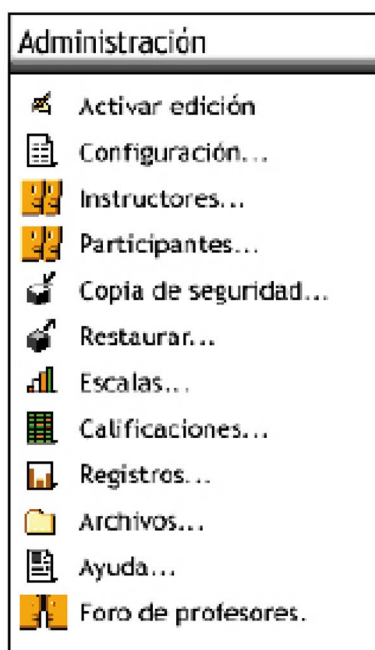 Administración
Activar edición
Configuración...
Instructores...
Participantes...
Copia de seguridad...
Restaurar...
Escalas...
Calificaciones...
Registros...
Archivos...
Ayuda...
Foro de profesores.